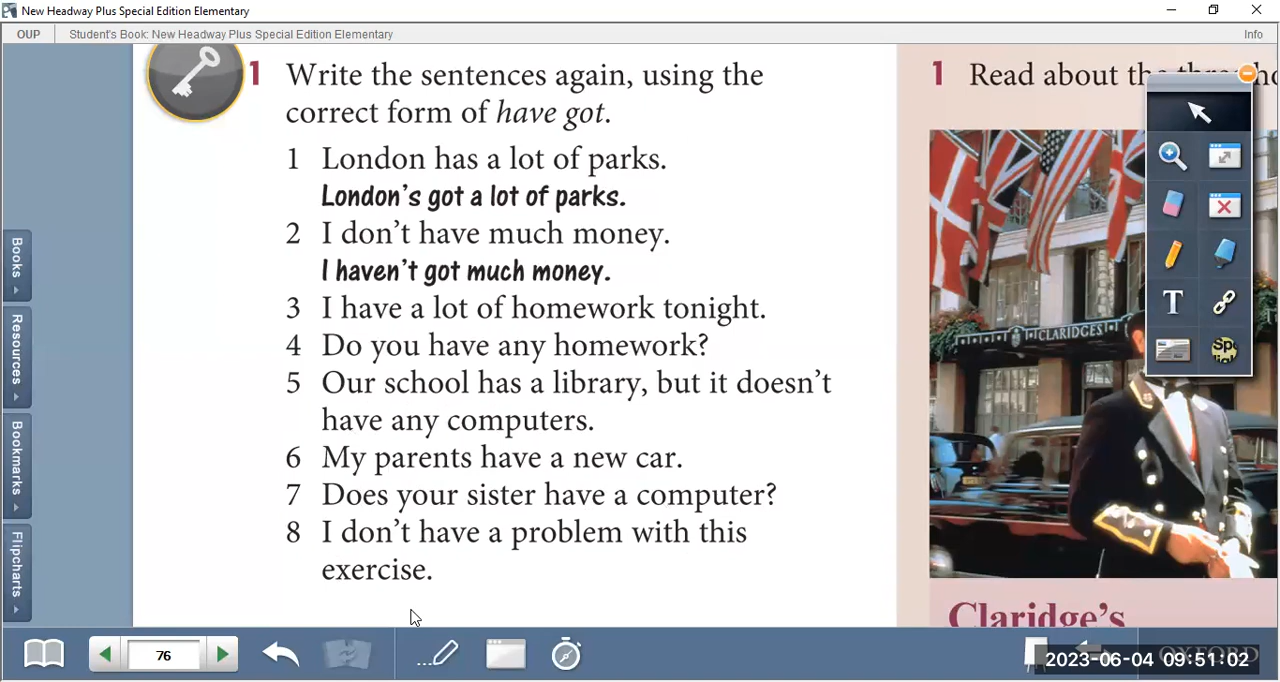 New Headway Plus Special Edition Elementary
OUP Student's Book: New Headway Plus Special Edition Elementary Info
1 Write the sentences again, using the
correct form of have got.
1 London has a lot of parks.
London's got a lot of parks.
2 I don't have much money.
I haven't got much money.
3 I have a lot of homework tonight.
4 Do you have any homework?
5 Our school has a library, but it doesn't
have any computers.
6 My parents have a new car.
7 Does your sister have a computer?
8 I don't have a problem with this
exercise.
1 Read about
CLARIDGES
Claridge's
Books
Resources
Bookmarks
Flipcharts
T
Spo
76
OXFORD
2023-06-04 09:51:02